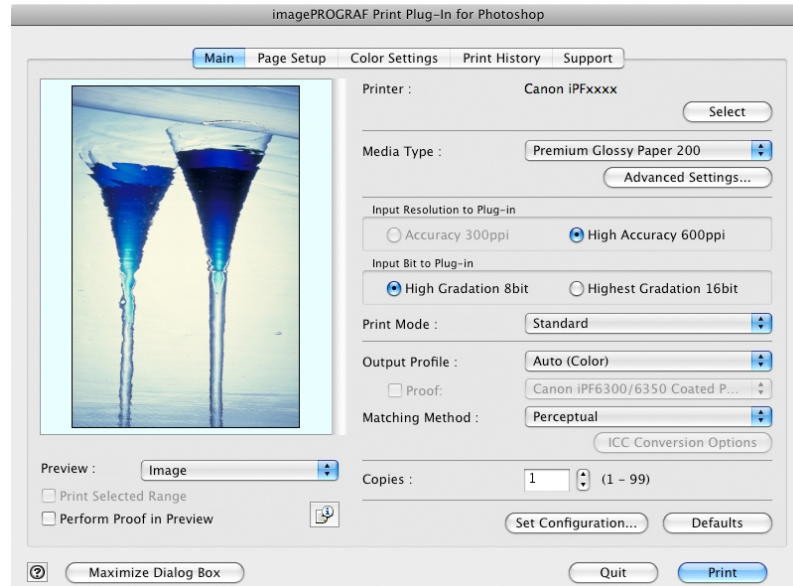 imagePROGRAF Print Plug-In for Photoshop
Main Page Setup Color Settings Print History Support
Printer : Canon iPFxxxx
Select
Media Type : Premium Glossy Paper 200
Advanced Settings...
Input Resolution to Plug-in
Accuracy 300ppi High Accuracy 600ppi
Input Bit to Plug-in
High Gradation 8bit Highest Gradation 16bit
Print Mode : Standard
Output Profile : Auto (Color)
Proof: Canon iPF6300/6350 Coated P...
Matching Method : Perceptual
ICC Conversion Options
Preview : Image
Copies : 1 (1 – 99)
Print Selected Range
Perform Proof in Preview
Set Configuration... Defaults
? Maximize Dialog Box Quit Print